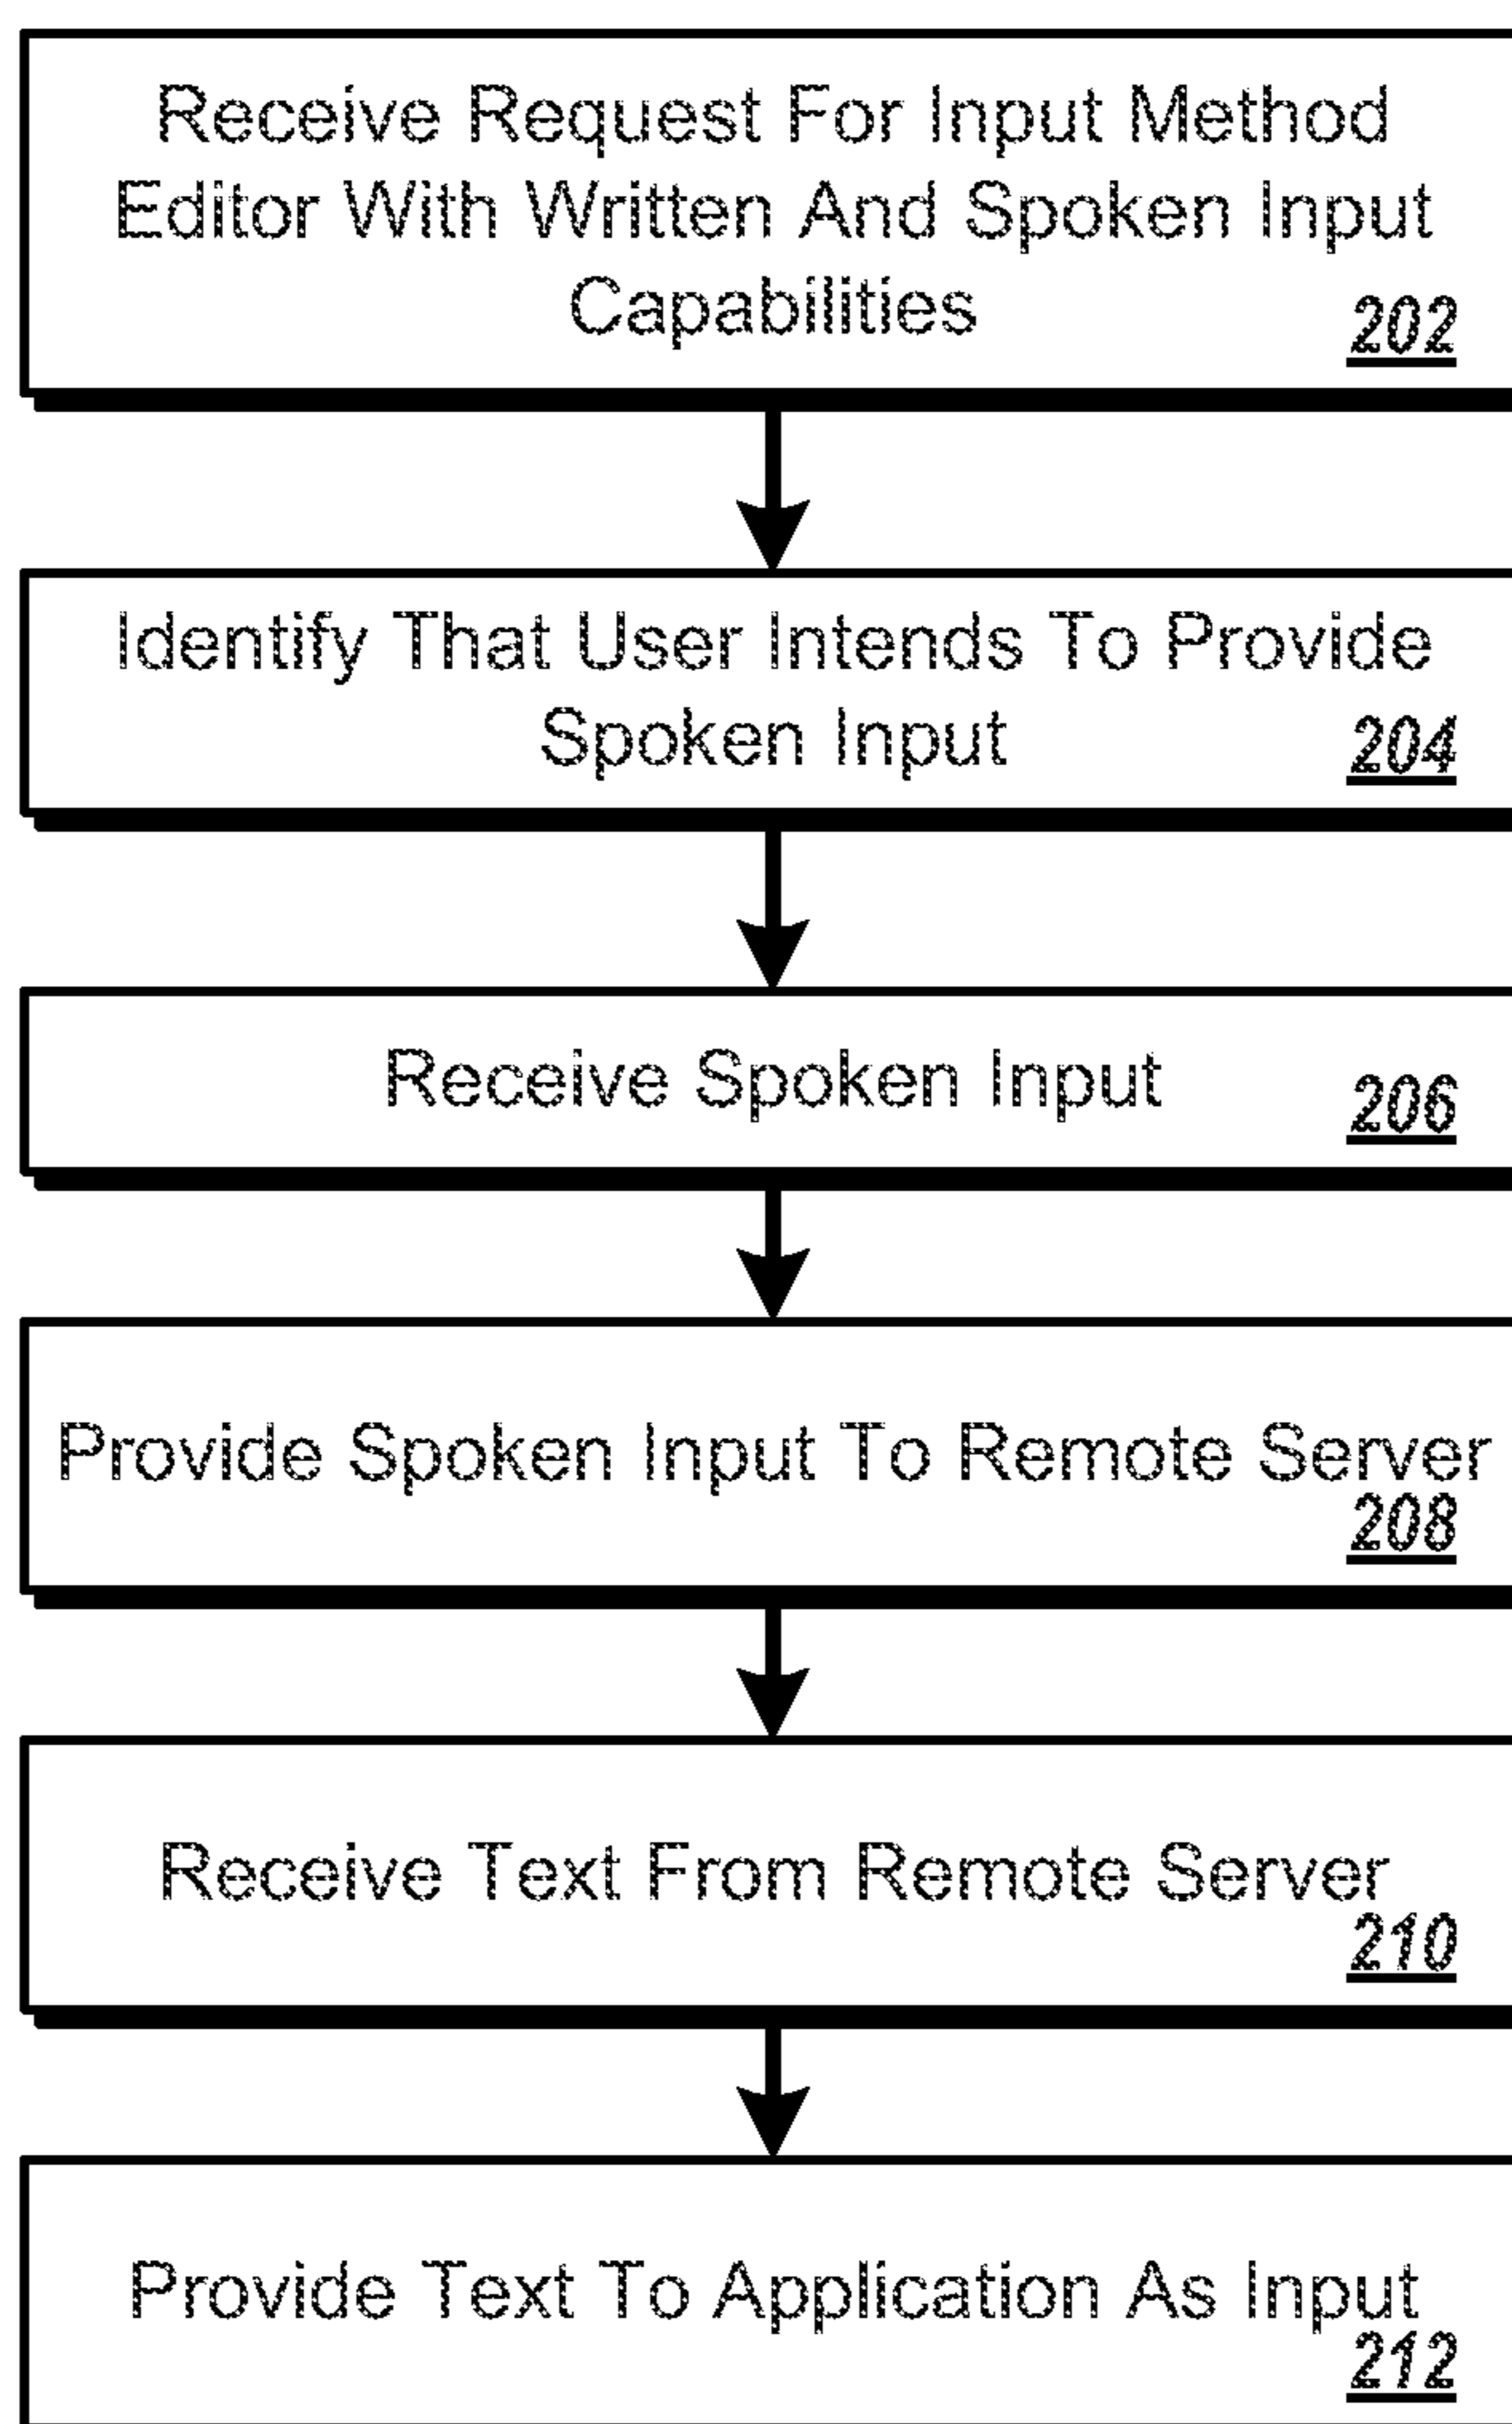 Receive Request For Input Method
Editor With Written And Spoken Input
Capabilities
202
Identify That User Intends To Provide
Spoken Input
204
Receive Spoken Input
206
Provide Spoken Input To Remote Server
208
Receive Text From Remote Server
210
Provide Text To Application As Input
212